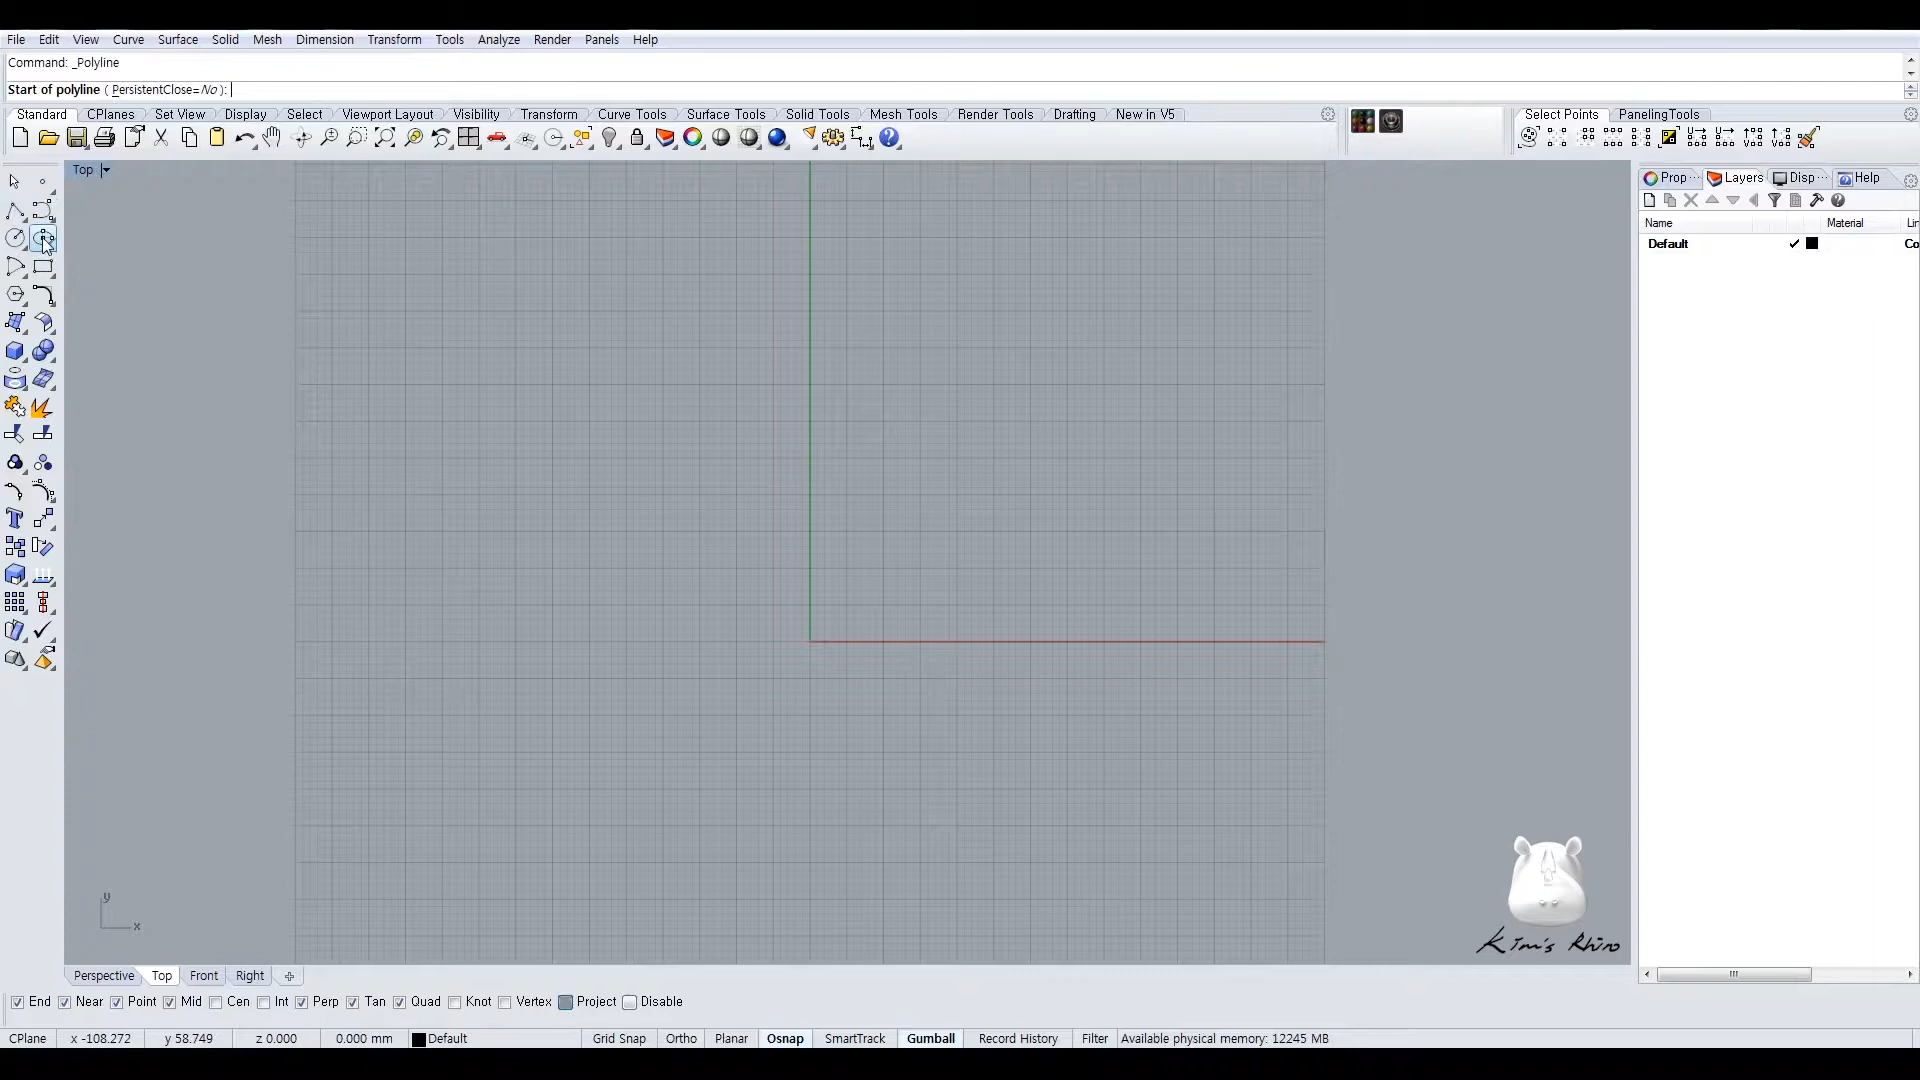 File Edit View Curve Surface Solid Mesh Dimension Transform Tools Analyze Render Panels Help
Command: _Polyline
Start of polyline ( PersistentClose=No ):
Standard CPlanes Set View Display Select Viewport Layout Visibility Transform Curve Tools Surface Tools Solid Tools Mesh Tools Render Tools Drafting New in V5 Select Points PanelingTools
Top
Prop ··· Layers Disp ··· Help
Name Material Lin
Default Co
y
x
Kim's Rhino
Perspective Top Front Right
End Near Point Mid Cen Int Perp Tan Quad Knot Vertex Project Disable
CPlane x -108.272 y 58.749 z 0.000 0.000 mm Default Grid Snap Ortho Planar Osnap SmartTrack Gumball Record History Filter Available physical memory: 12245 MB